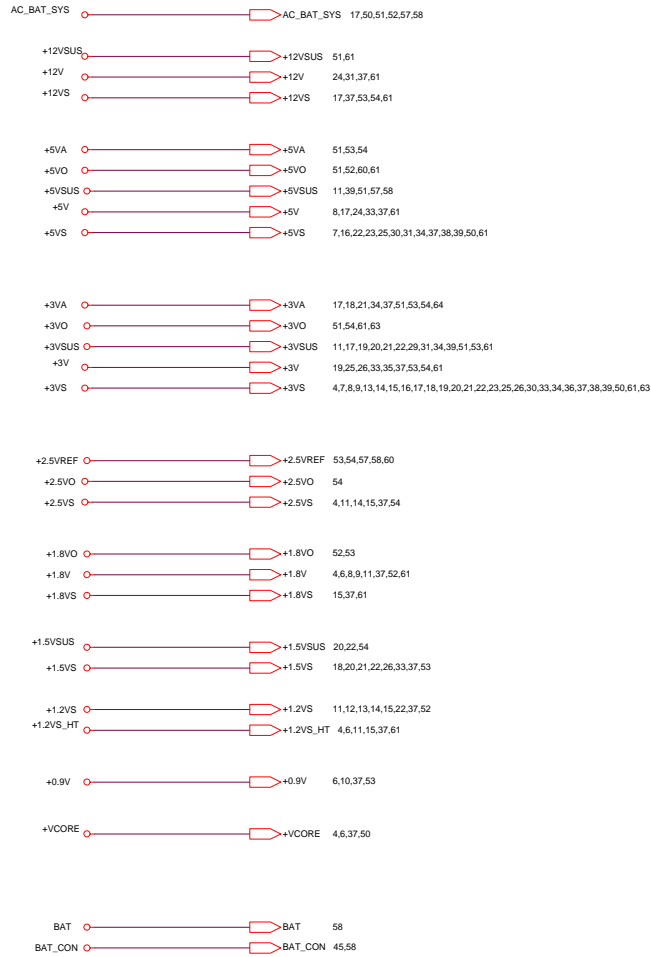 AC_BAT_SYS AC_BAT_SYS 17,50,51,52,57,58
+12VSUS +12VSUS 51,61
+12V +12V 24,31,37,61
+12VS +12VS 17,37,53,54,61
+5VA +5VA 51,53,54
+5VO +5VO 51,52,60,61
+5VSUS +5VSUS 11,39,51,57,58
+5V +5V 8,17,24,33,37,61
+5VS +5VS 7,16,22,23,25,30,31,34,37,38,39,50,61
+3VA +3VA 17,18,21,34,37,51,53,54,64
+3VO +3VO 51,54,61,63
+3VSUS +3VSUS 11,17,19,20,21,22,29,31,34,39,51,53,61
+3V +3V 19,25,26,33,35,37,53,54,61
+3VS +3VS 4,7,8,9,13,14,15,16,17,18,19,20,21,22,23,25,26,30,33,34,36,37,38,39,50,61,63
+2.5VREF +2.5VREF 53,54,57,58,60
+2.5VO +2.5VO 54
+2.5VS +2.5VS 4,11,14,15,37,54
+1.8VO +1.8VO 52,53
+1.8V +1.8V 4,6,8,9,11,37,52,61
+1.8VS +1.8VS 15,37,61
+1.5VSUS +1.5VSUS 20,22,54
+1.5VS +1.5VS 18,20,21,22,26,33,37,53
+1.2VS +1.2VS 11,12,13,14,15,22,37,52
+1.2VS_HT +1.2VS_HT 4,6,11,15,37,61
+0.9V +0.9V 6,10,37,53
+VCORE +VCORE 4,6,37,50
BAT BAT 58
BAT_CON BAT_CON 45,58